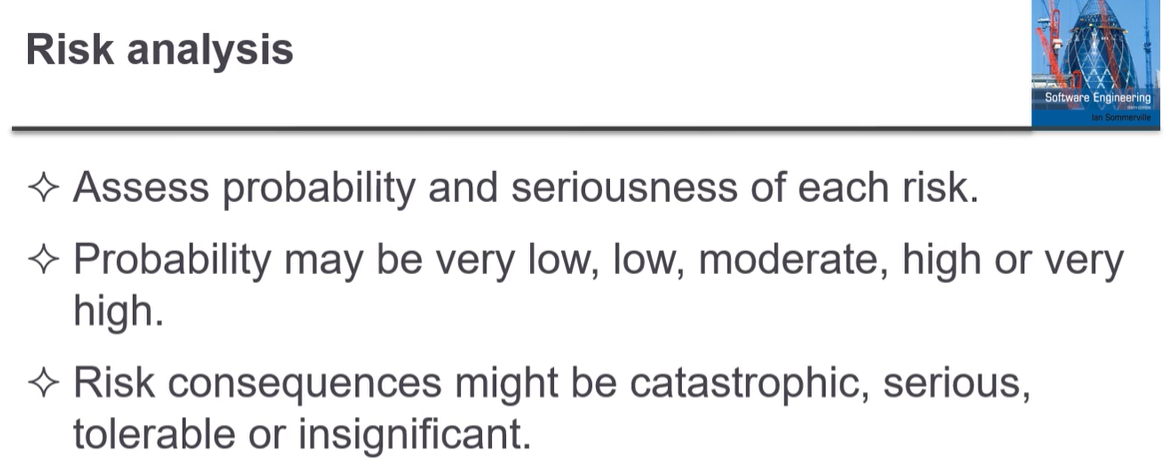 Risk analysis
Software Engineering
Ian Sommerville
✧ Assess probability and seriousness of each risk.
✧ Probability may be very low, low, moderate, high or very
high.
✧ Risk consequences might be catastrophic, serious,
tolerable or insignificant.